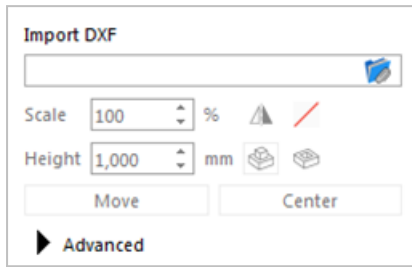 Import DXF
Scale 100 %
Height 1,000 mm
Move Center
Advanced